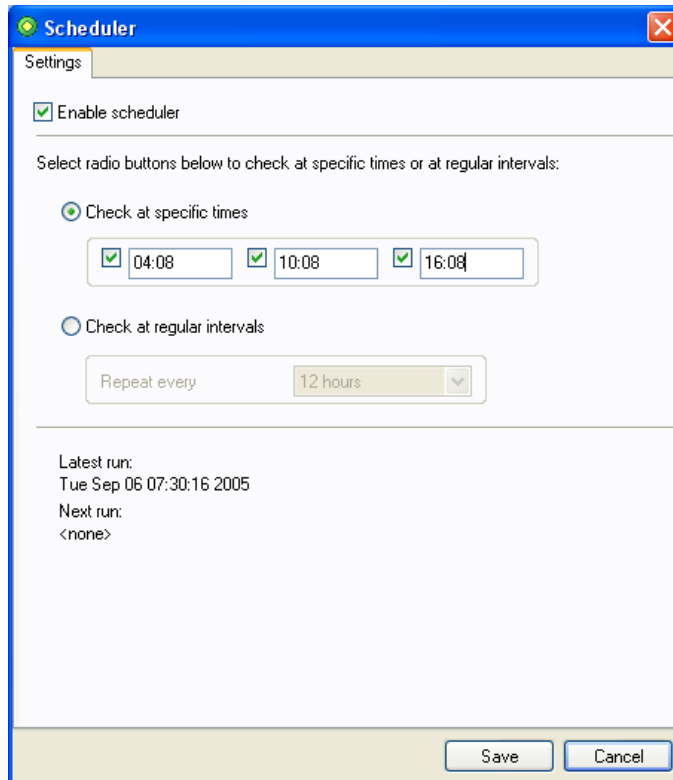 Scheduler
Settings
Enable scheduler
Select radio buttons below to check at specific times or at regular intervals:
Check at specific times
04:08 10:08 16:08
Check at regular intervals
Repeat every 12 hours
Latest run:
Tue Sep 06 07:30:16 2005
Next run:
<none>
Save Cancel